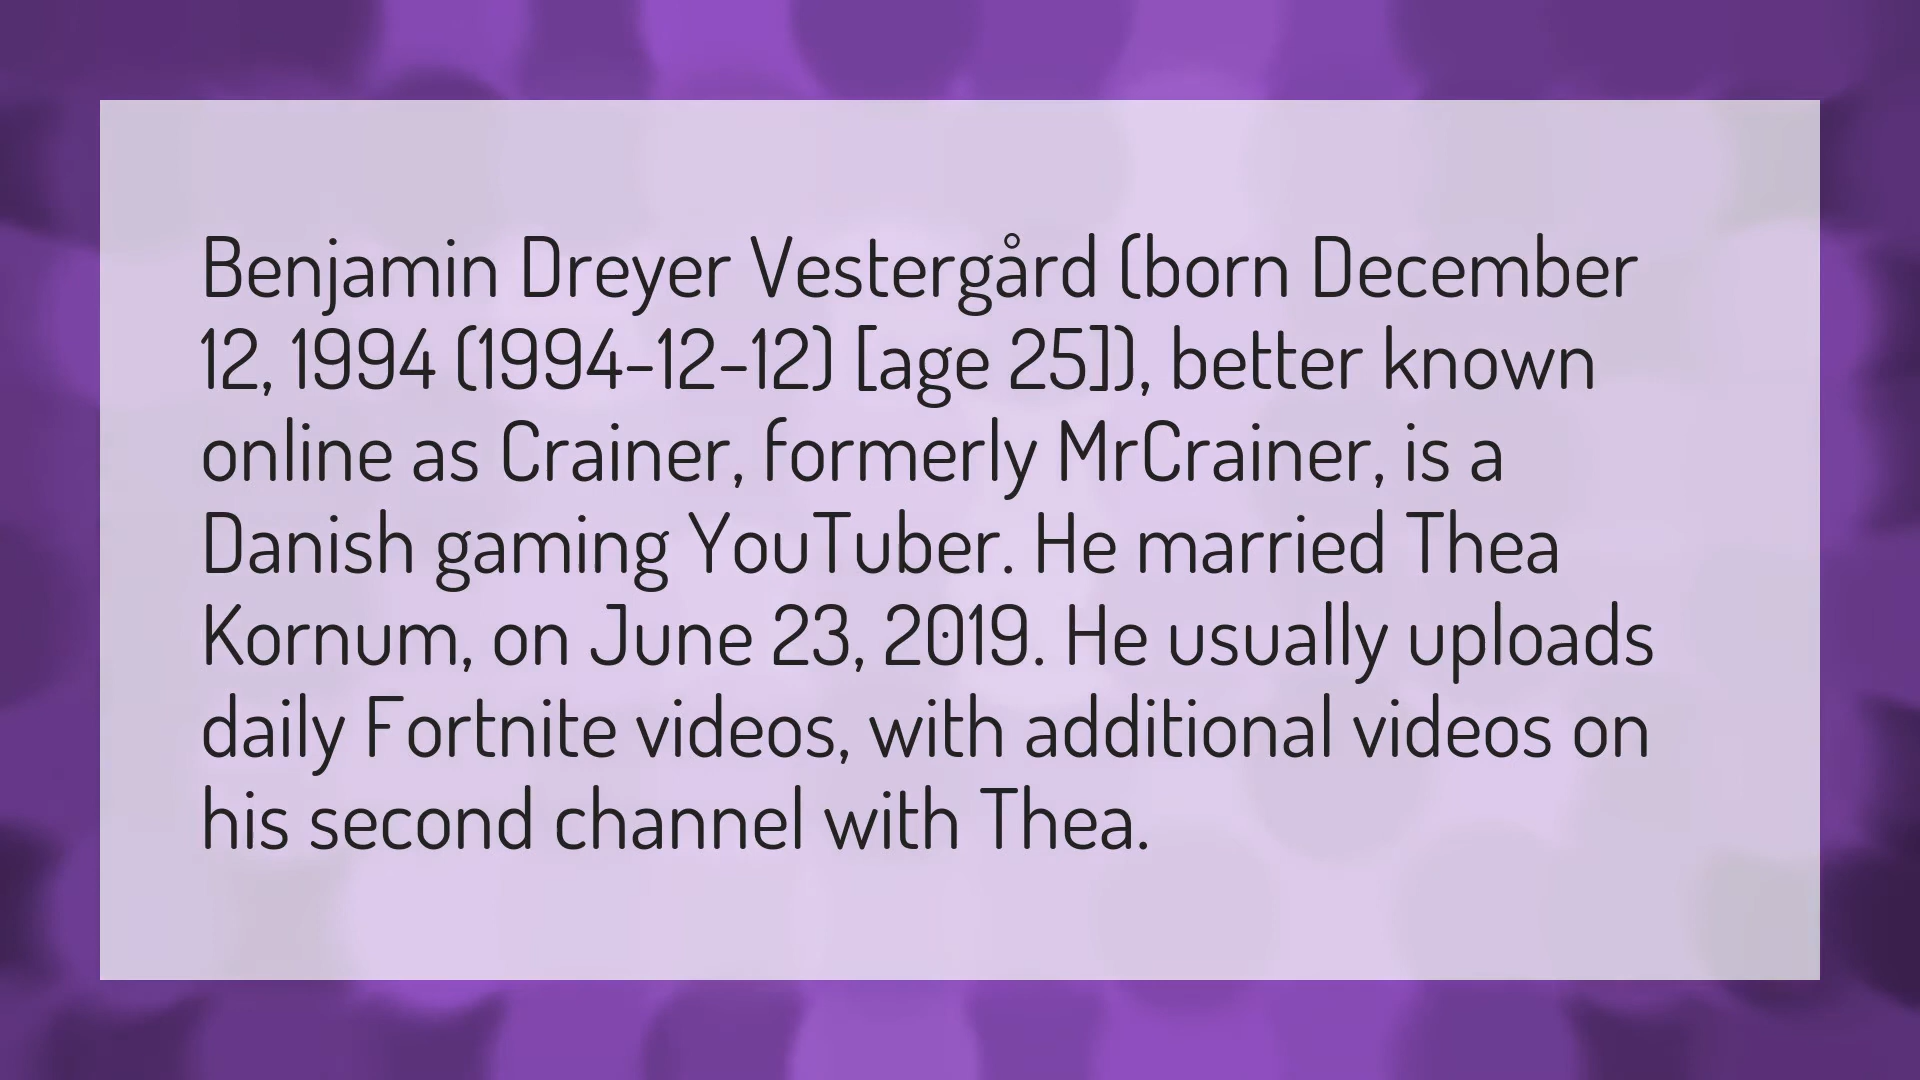 Benjamin Dreyer Vestergård (born December
12, 1994 (1994-12-12) [age 25]), better known
online as Crainer, formerly MrCrainer, is a
Danish gaming YouTuber. He married Thea
Kornum, on June 23, 2019. He usually uploads
daily Fortnite videos, with additional videos on
his second channel with Thea.